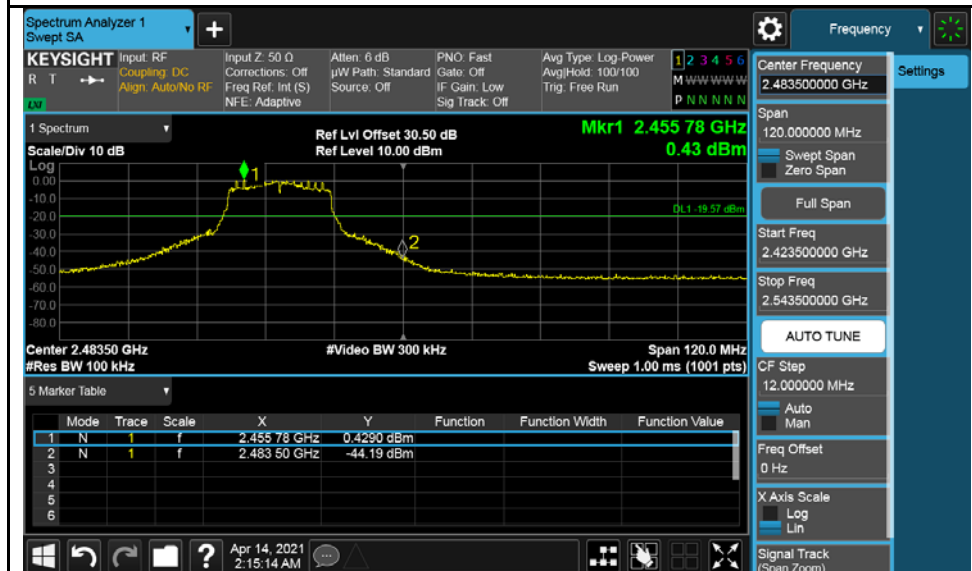 Spectrum Analyzer 1
Swept SA
+
Frequency
KEYSIGHT
R T
LXI
Input: RF
Coupling: DC
Align: Auto/No RF
Input Z: 50 Ω
Corrections: Off
Freq Ref: Int (S)
NFE: Adaptive
Atten: 6 dB
µW Path: Standard
Source: Off
PNO: Fast
Gate: Off
IF Gain: Low
Sig Track: Off
Avg Type: Log-Power
Avg|Hold: 100/100
Trig: Free Run
1 2 3 4 5 6
M W W W W W
P N N N N N
1 Spectrum
Scale/Div 10 dB
Ref Lvl Offset 30.50 dB
Ref Level 10.00 dBm
Mkr1 2.455 78 GHz
0.43 dBm
Log
0.00
-10.0
-20.0
-30.0
-40.0
-50.0
-60.0
-70.0
-80.0
1
2
DL1 -19.57 dBm
Center 2.48350 GHz
#Res BW 100 kHz
#Video BW 300 kHz
Span 120.0 MHz
Sweep 1.00 ms (1001 pts)
5 Marker Table
Mode Trace Scale X Y Function Function Width Function Value
1 N 1 f 2.455 78 GHz 0.4290 dBm
2 N 1 f 2.483 50 GHz -44.19 dBm
3
4
5
6
Apr 14, 2021
2:15:14 AM
Center Frequency
2.483500000 GHz
Span
120.000000 MHz
Swept Span
Zero Span
Full Span
Start Freq
2.423500000 GHz
Stop Freq
2.543500000 GHz
AUTO TUNE
CF Step
12.000000 MHz
Auto
Man
Freq Offset
0 Hz
X Axis Scale
Log
Lin
Signal Track
(Span Zoom)
Settings